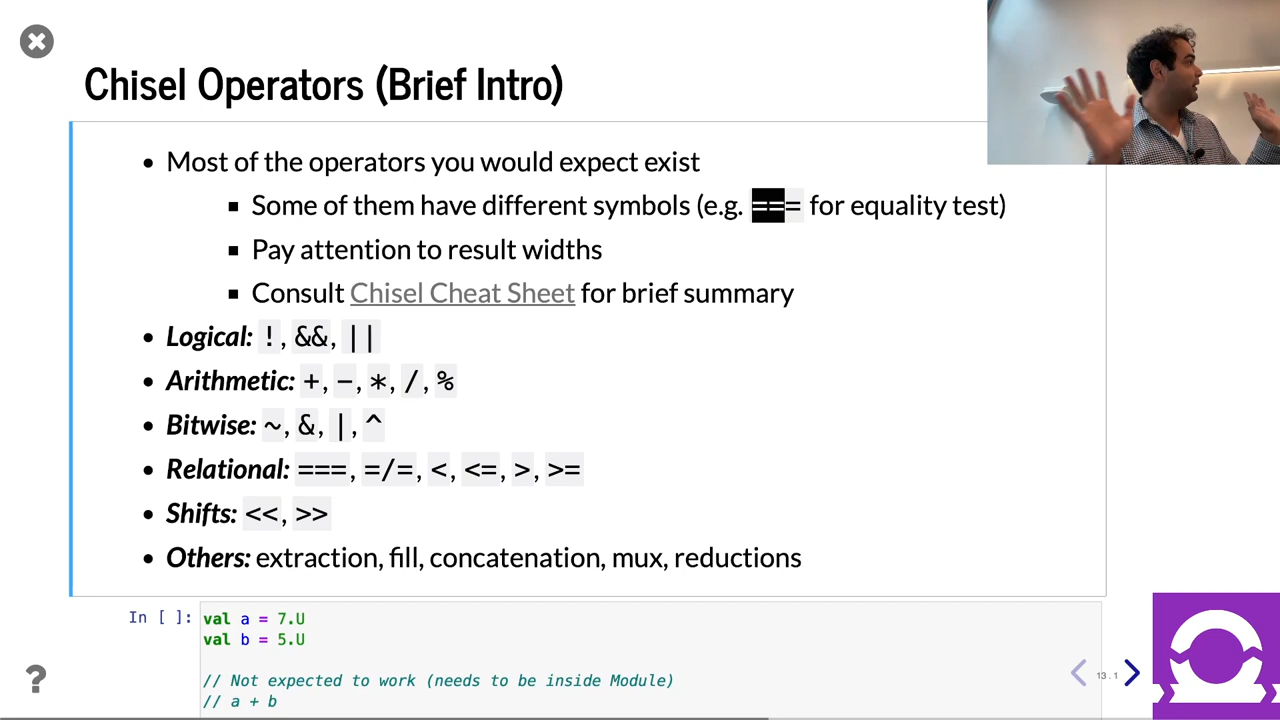 Chisel Operators (Brief Intro)
• Most of the operators you would expect exist
▪ Some of them have different symbols (e.g. === for equality test)
▪ Pay attention to result widths
▪ Consult Chisel Cheat Sheet for brief summary
• Logical: !, &&, ||
• Arithmetic: +, -, *, /, %
• Bitwise: ~, &, |, ^
• Relational: ===, =/=, <, <=, >, >=
• Shifts: <<, >>
• Others: extraction, fill, concatenation, mux, reductions
In [ ]: val a = 7.U
val b = 5.U
// Not expected to work (needs to be inside Module)
// a + b
?
13.1